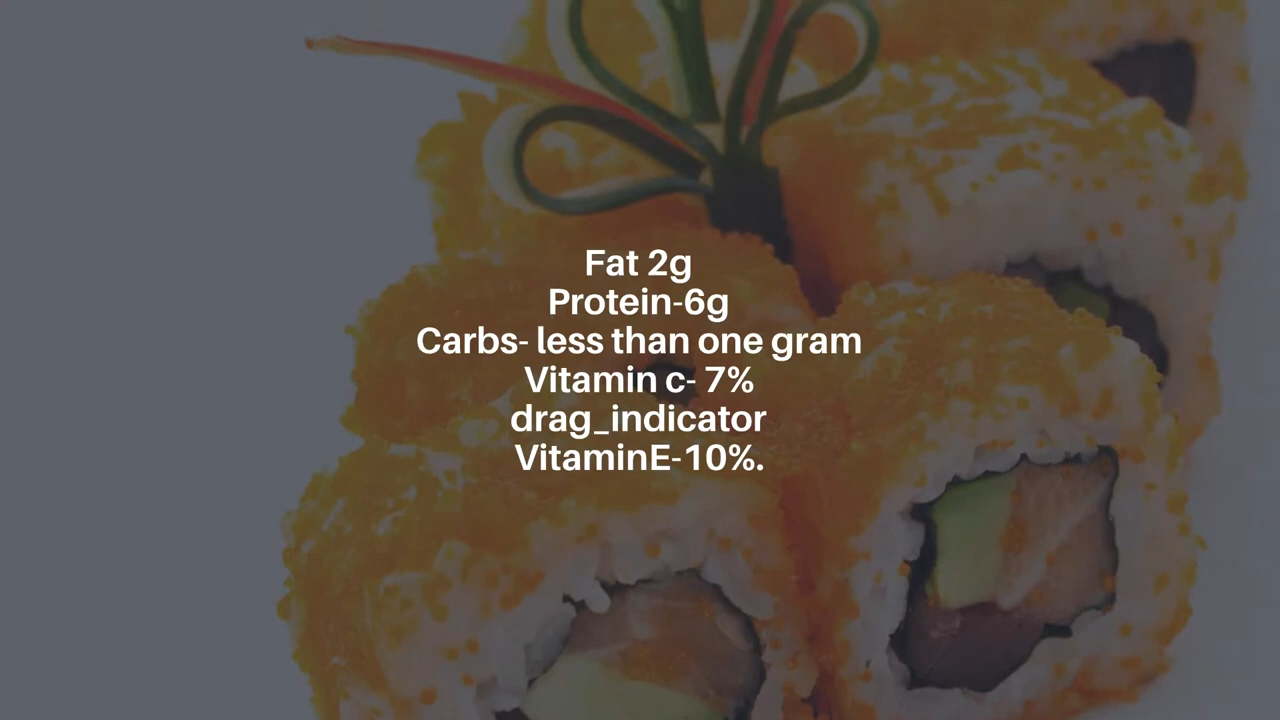 Fat 2g
Protein-6g
Carbs- less than one gram
Vitamin c- 7%
drag_indicator
VitaminE-10%.